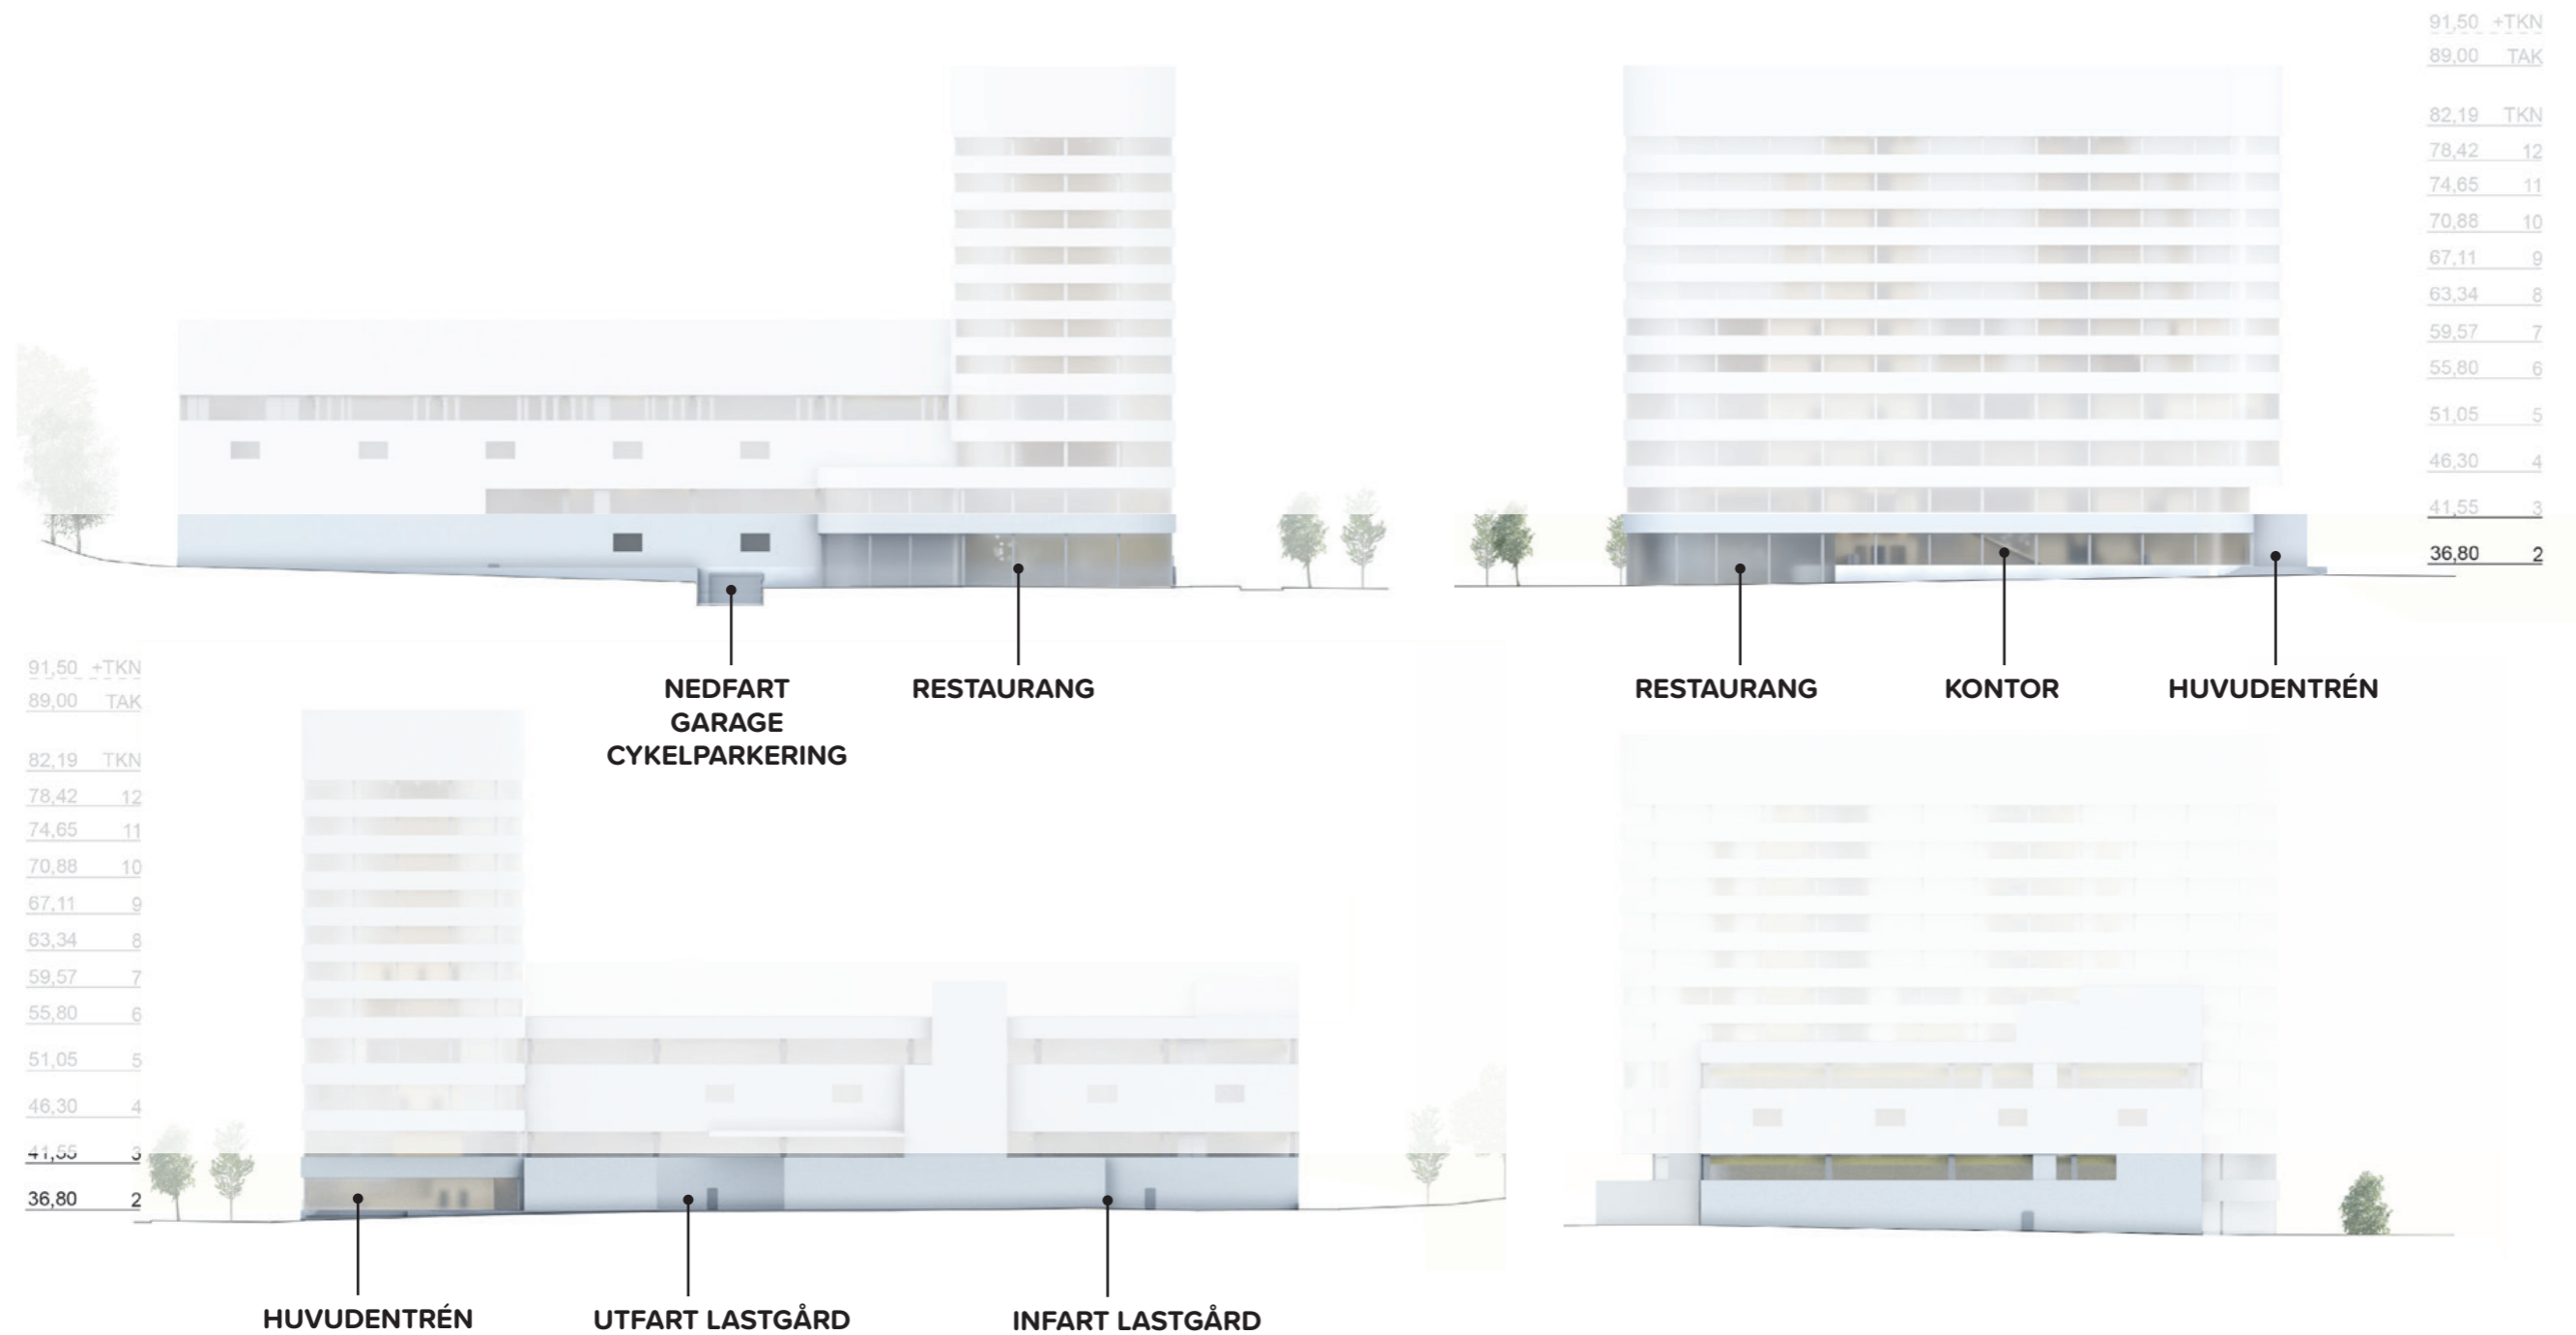 91,50 +TKN
89,00 TAK
82,19 TKN
78,42 12
74,65 11
70,88 10
67,11 9
63,34 8
59,57 7
55,80 6
51,05 5
46,30 4
41,55 3
36,80 2
NEDFART
GARAGE
CYKELPARKERING
RESTAURANG
RESTAURANG
KONTOR
HUVUDENTRÉN
91,50 +TKN
89,00 TAK
82,19 TKN
78,42 12
74,65 11
70,88 10
67,11 9
63,34 8
59,57 7
55,80 6
51,05 5
46,30 4
41,55 3
36,80 2
HUVUDENTRÉN
UTFART LASTGÅRD
INFART LASTGÅRD